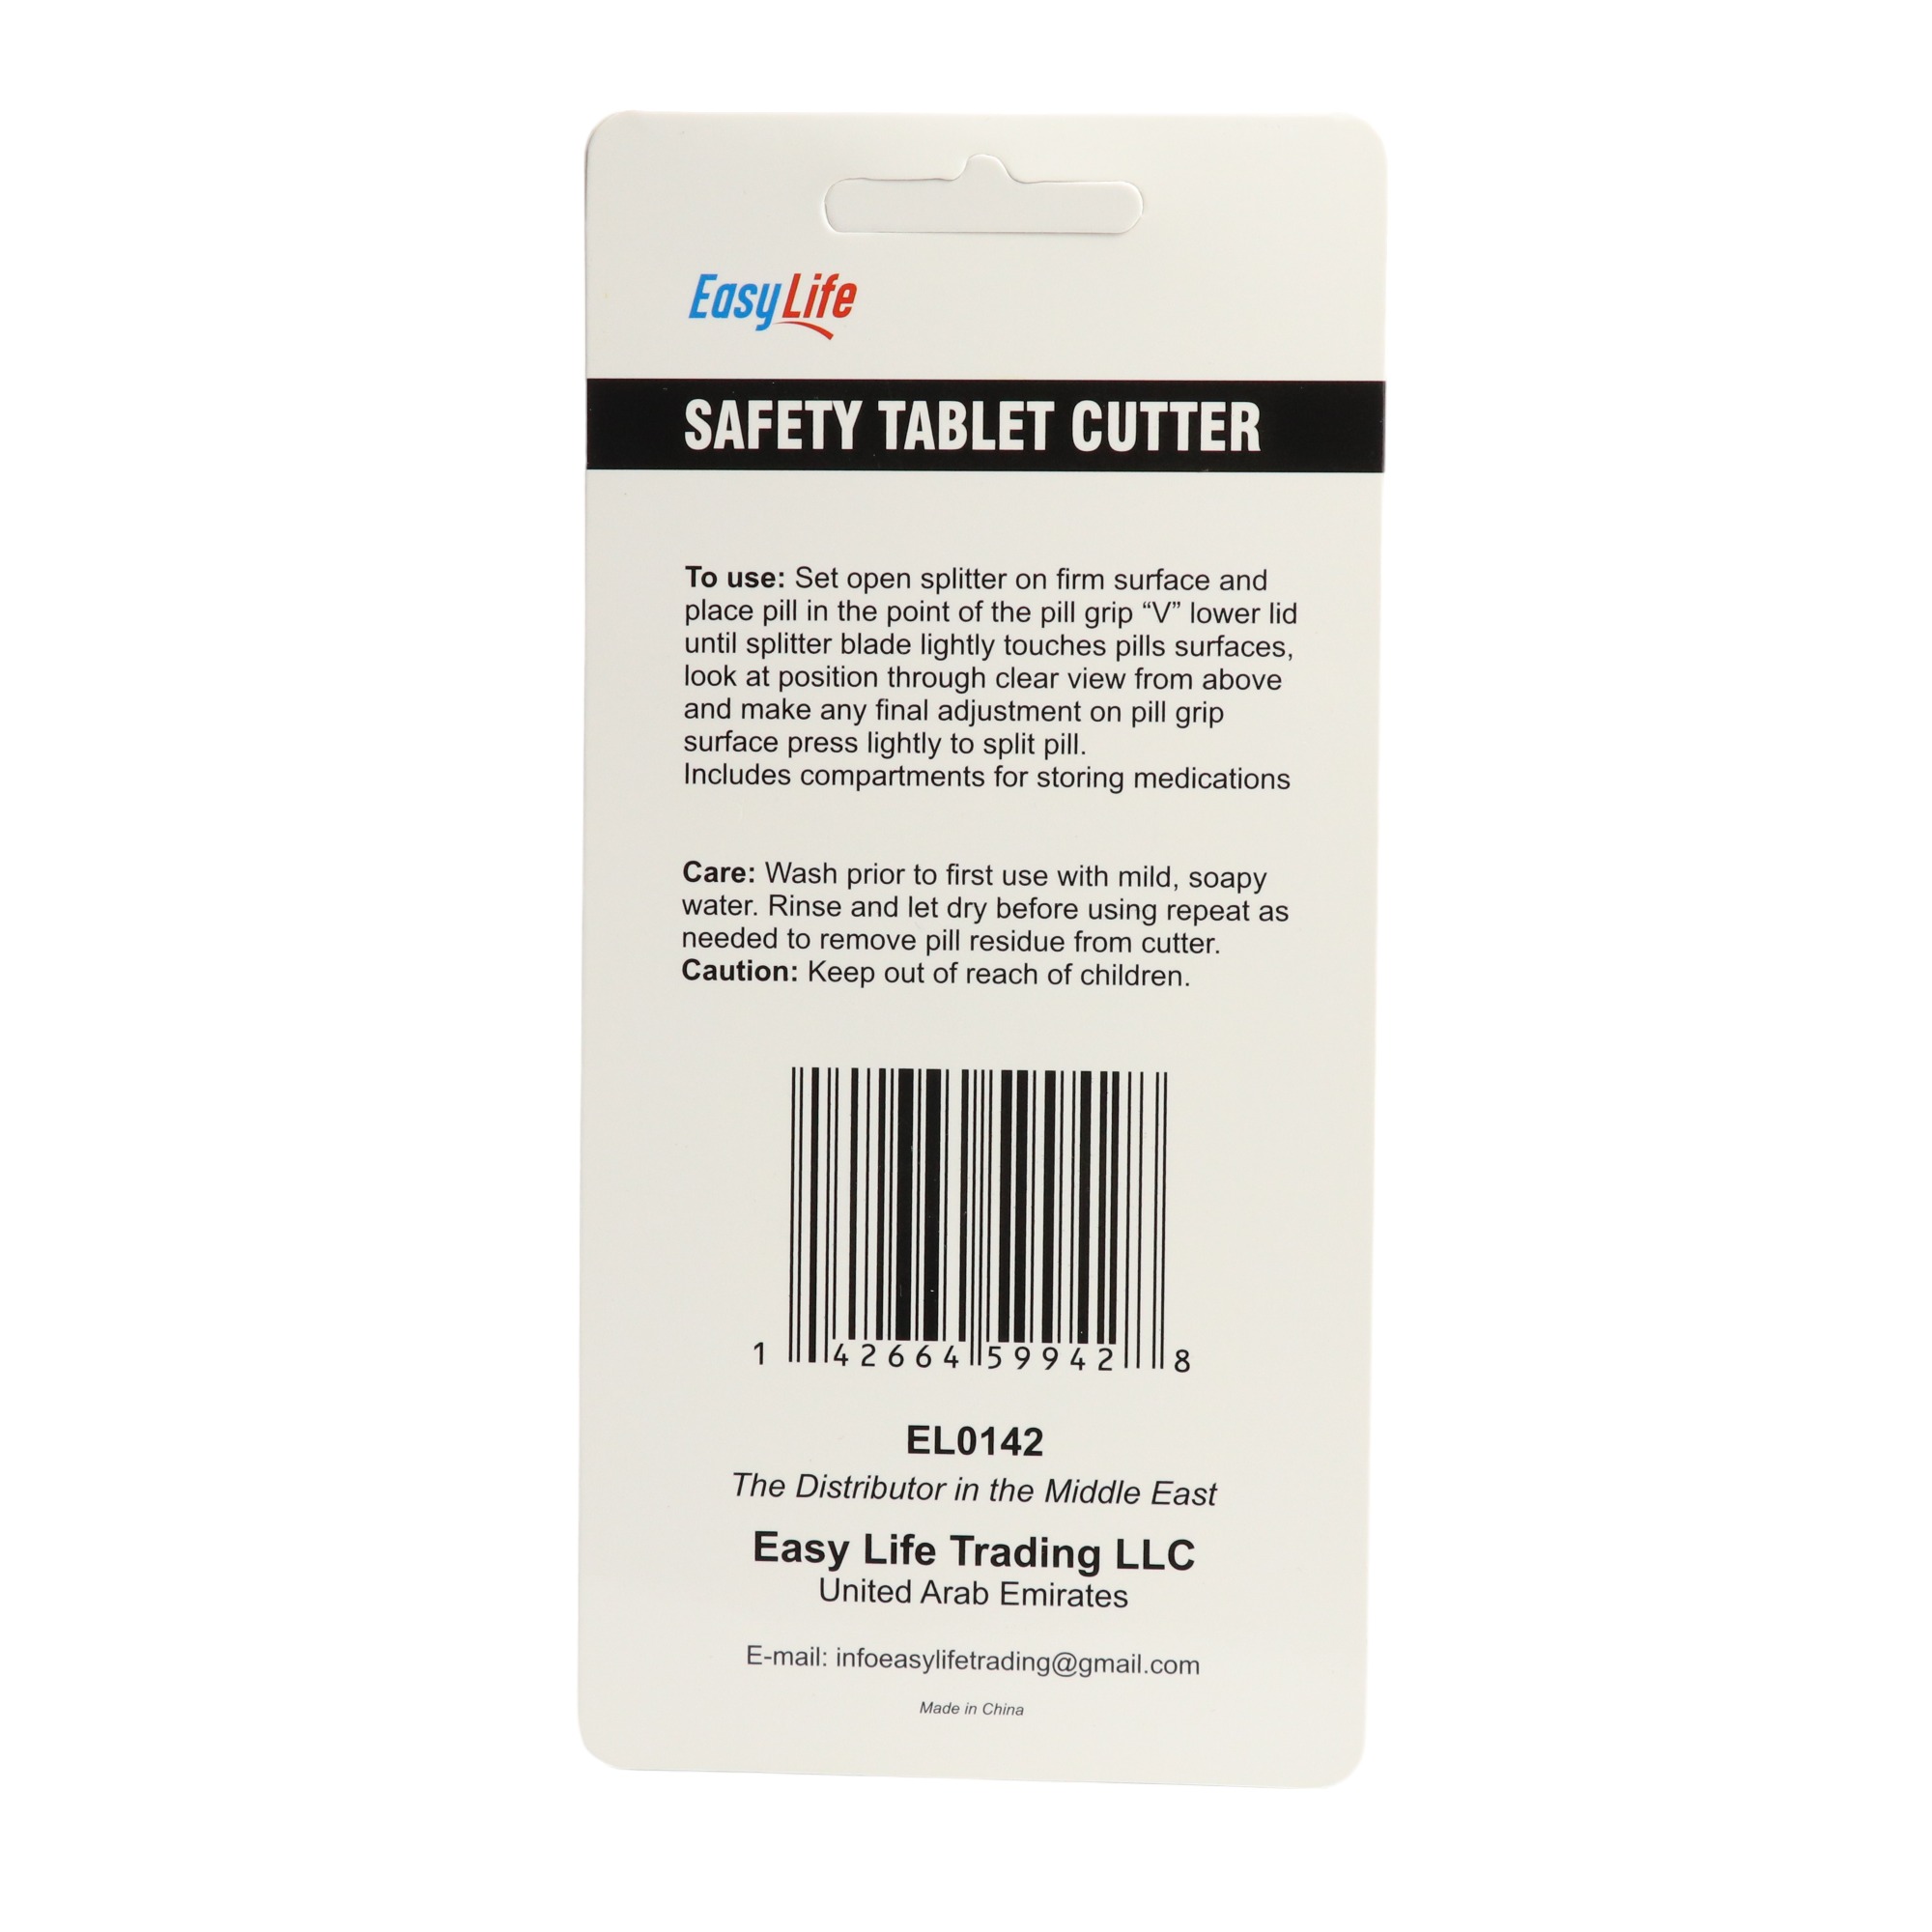 EasyLife
SAFETY TABLET CUTTER
To use: Set open splitter on firm surface and
place pill in the point of the pill grip “V” lower lid
until splitter blade lightly touches pills surfaces,
look at position through clear view from above
and make any final adjustment on pill grip
surface press lightly to split pill.
Includes compartments for storing medications
Care: Wash prior to first use with mild, soapy
water. Rinse and let dry before using repeat as
needed to remove pill residue from cutter.
Caution: Keep out of reach of children.
1 42664 59942 8
EL0142
The Distributor in the Middle East
Easy Life Trading LLC
United Arab Emirates
E-mail: infoeasylifetrading@gmail.com
Made in China